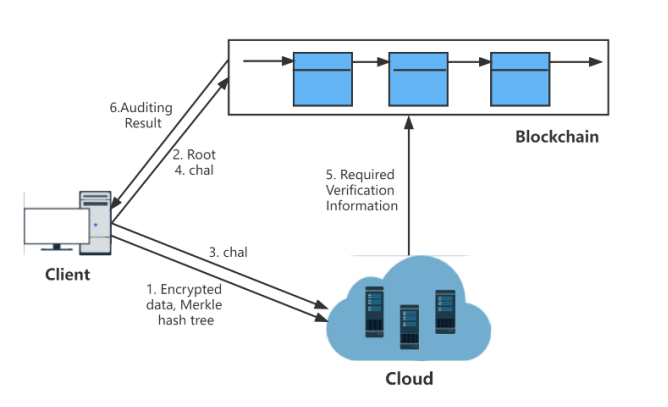 6.Auditing
Result
2. Root
4. chal
Blockchain
5. Required
Verification
Information
3. chal
Client
1. Encrypted
data, Merkle
hash tree
Cloud